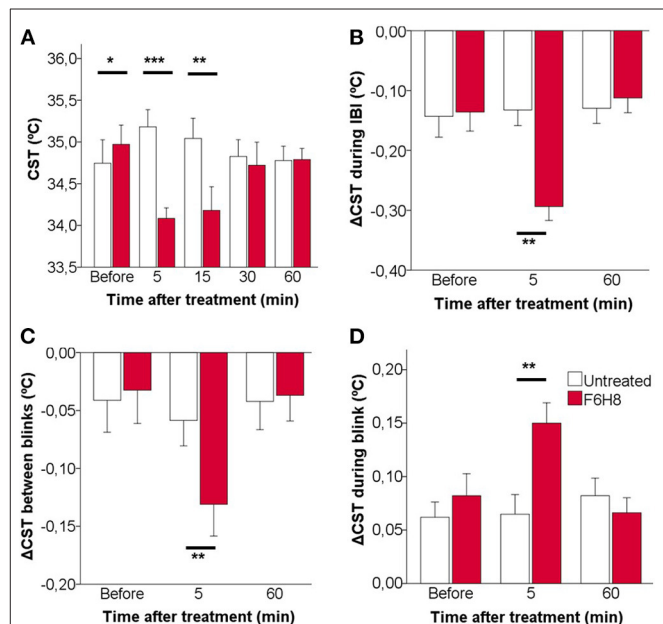 A
36,0
35,5
35,0
34,5
34,0
33,5
CST (ºC)
*
***
**
Before 5 15 30 60
Time after treatment (min)
B
0,00
-0,10
-0,20
-0,30
-0,40
ΔCST during IBI (ºC)
**
Before 5 60
Time after treatment (min)
C
0,00
-0,05
-0,10
-0,15
-0,20
ΔCST between blinks (ºC)
**
Before 5 60
Time after treatment (min)
D
0,20
0,15
0,10
0,05
0,00
ΔCST during blink (ºC)
**
Untreated
F6H8
Before 5 60
Time after treatment (min)